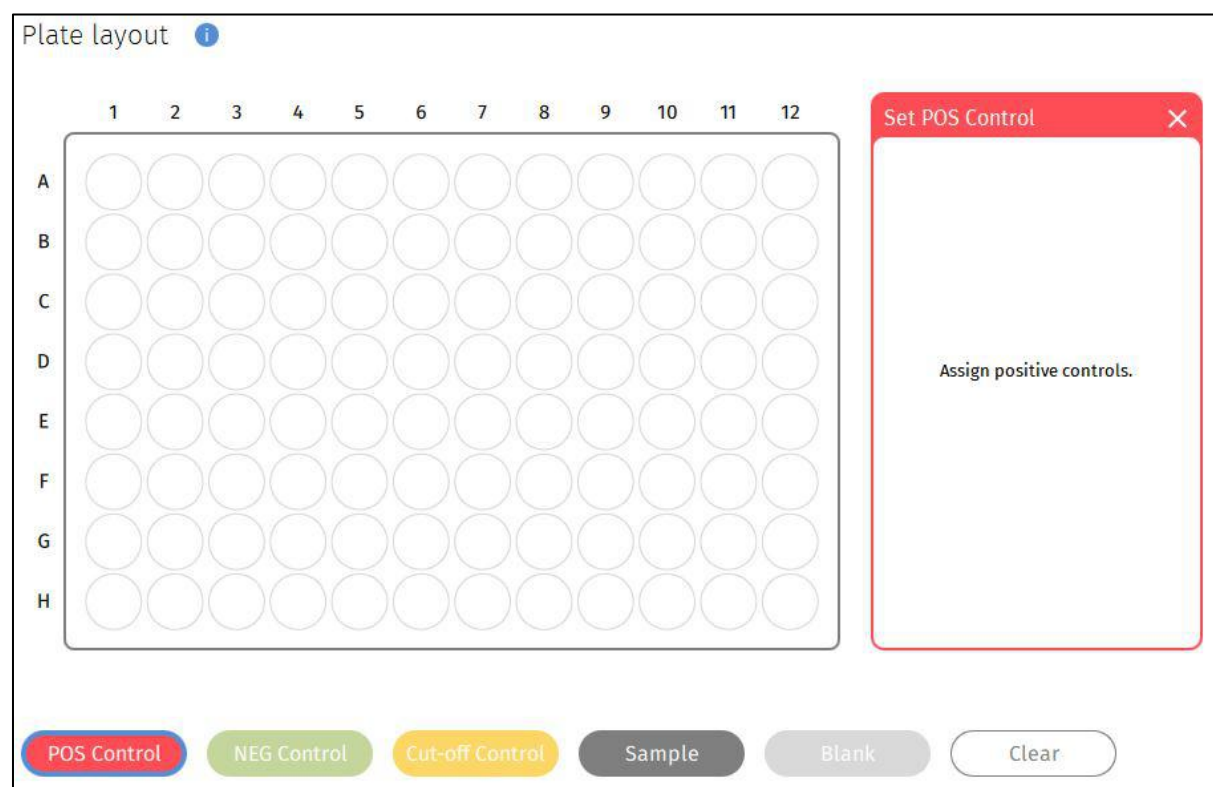 Plate layout i
1 2 3 4 5 6 7 8 9 10 11 12
Set POS Control
A
B
C
D
Assign positive controls.
E
F
G
H
POS Control NEG Control Cut-off Control Sample Blank Clear